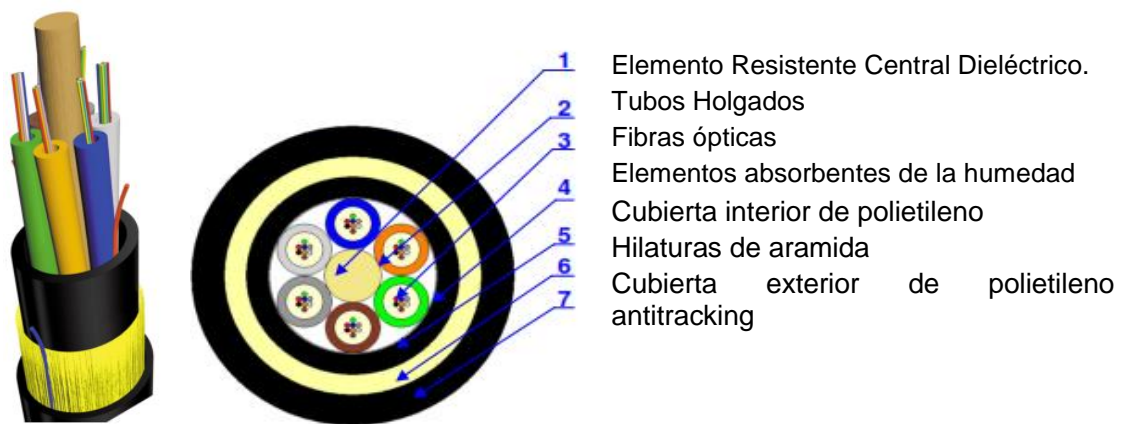 1 Elemento Resistente Central Dieléctrico.
2 Tubos Holgados
3 Fibras ópticas
4 Elementos absorbentes de la humedad
5 Cubierta interior de polietileno
6 Hilaturas de aramida
7 Cubierta exterior de polietileno
antitracking